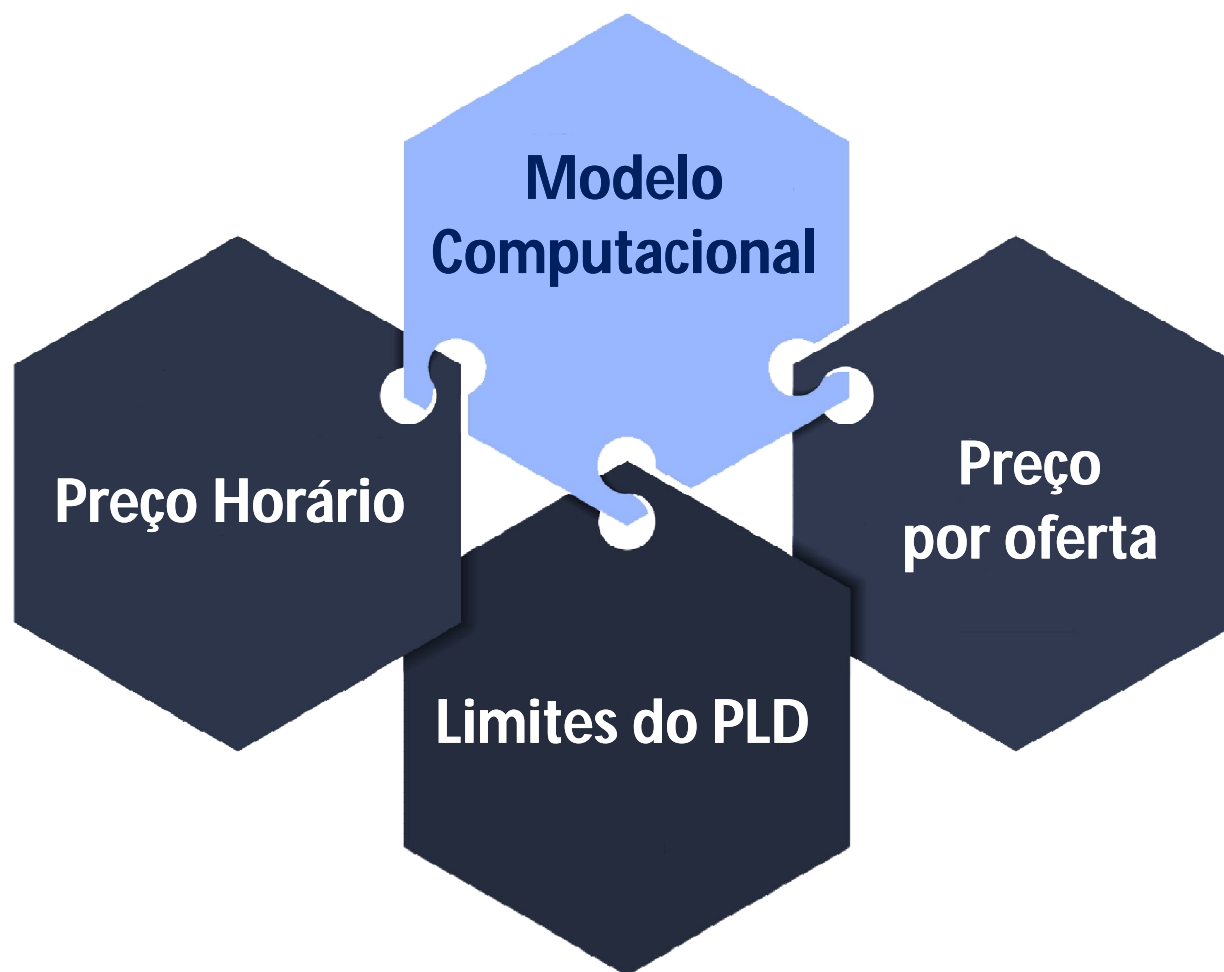 Modelo
Computacional
Preço Horário
Preço
por oferta
Limites do PLD